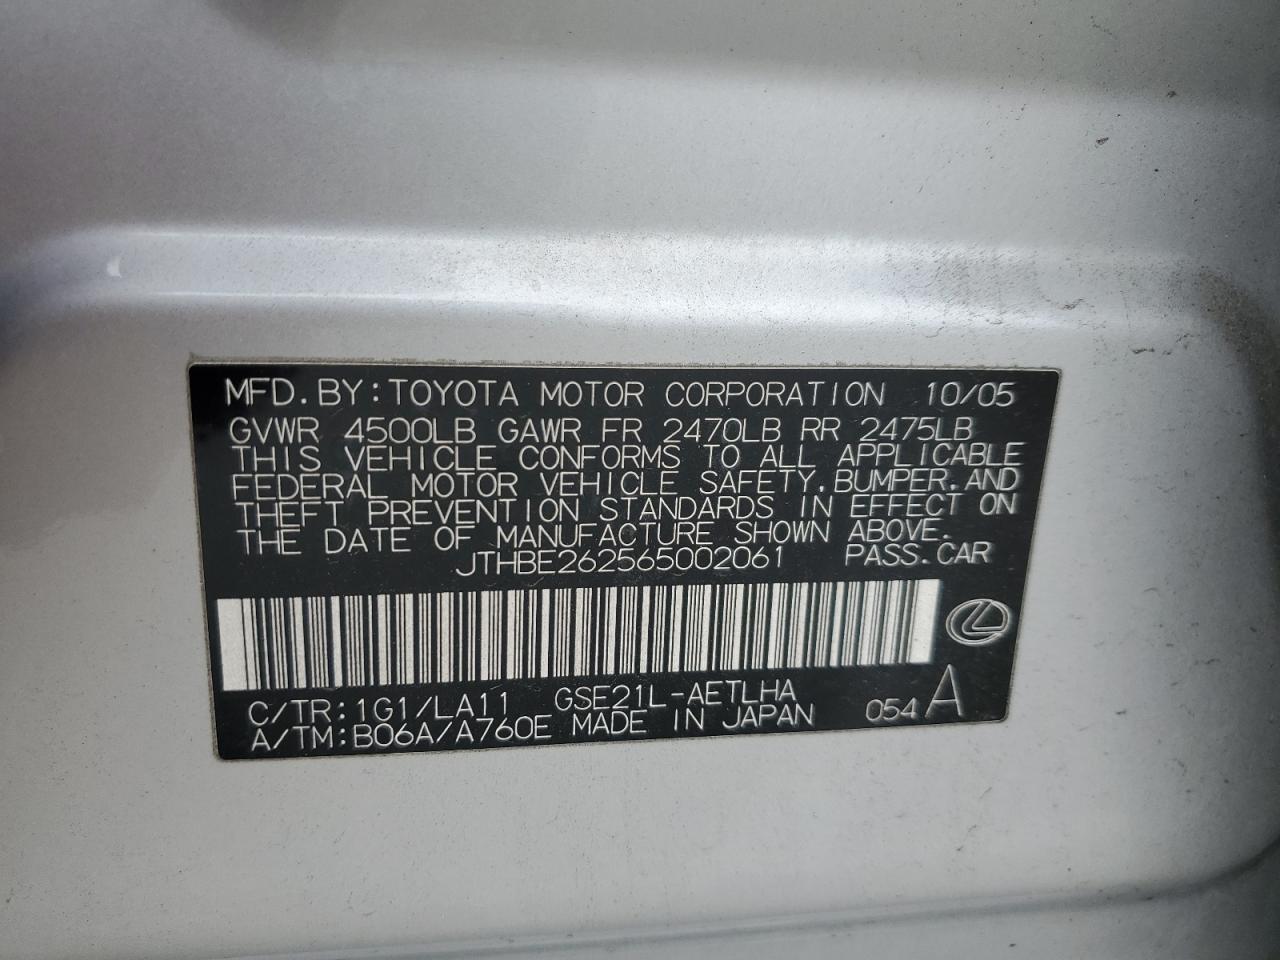 MFD. BY: TOYOTA MOTOR CORPORATION 10/05
GVWR 4500LB GAWR FR 2470LB RR 2475LB
THIS VEHICLE CONFORMS TO ALL APPLICABLE
FEDERAL MOTOR VEHICLE SAFETY, BUMPER, AND
THEFT PREVENTION STANDARDS IN EFFECT ON
THE DATE OF MANUFACTURE SHOWN ABOVE.
JTHBE262565002061 PASS. CAR
C/TR: 1G1/LA11 GSE21L-AETLHA 054 A
A/TM: B06A/A760E MADE IN JAPAN